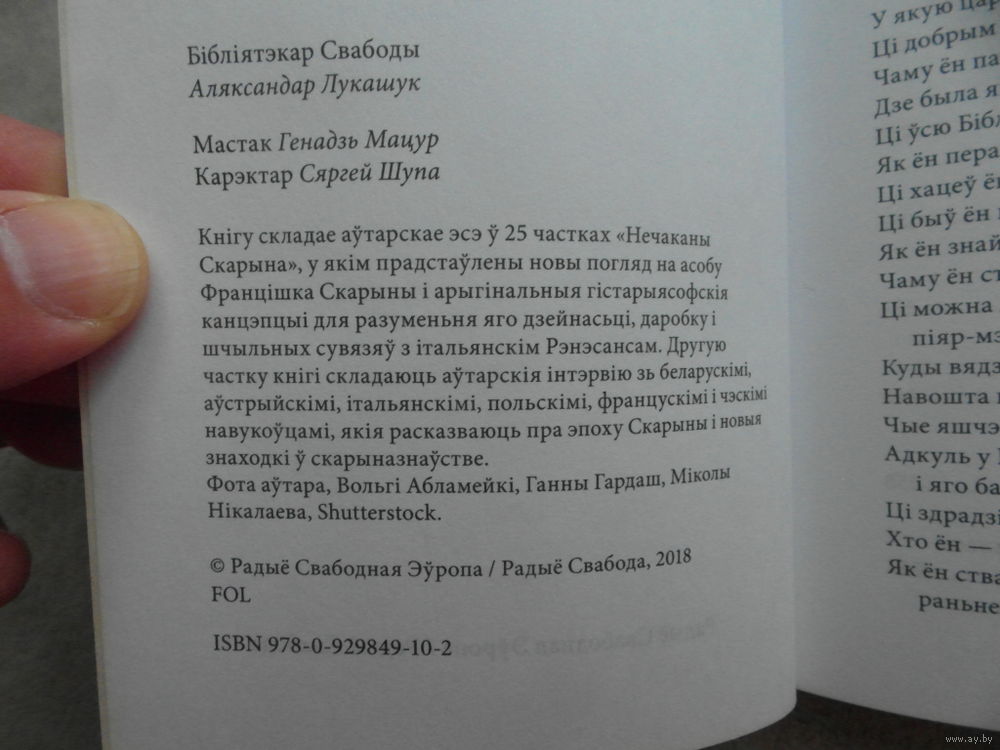 Бібліятэкар Свабоды
Аляксандар Лукашук
Мастак Генадзь Мацур
Карэктар Сяргей Шупа
Кнігу складае аўтарскае эсэ ў 25 частках «Нечаканы
Скарына», у якім прадстаўлены новы погляд на асобу
Францішка Скарыны і арыгінальныя гістарыясофскія
канцэпцыі для разуменьня яго дзейнасьці, даробку і
шчыльных сувязяў з італьянскім Рэнэсансам. Другую
частку кнігі складаюць аўтарскія інтэрвію зь беларускімі,
аўстрыйскімі, італьянскімі, польскімі, францускімі і чэскімі
навукоўцамі, якія расказваюць пра эпоху Скарыны і новыя
знаходкі ў скарыназнаўстве.
Фота аўтара, Вольгі Абламейкі, Ганны Гардаш, Міколы
Нікалаева, Shutterstock.
© Радыё Свабодная Эўропа / Радыё Свабода, 2018
FOL
ISBN 978-0-929849-10-2
У якую
Ці добрым
Чаму ён
Дзе была
Ці ўсю
Як ён
Ці хацеў
Ці быў ён
Як ён
Чаму ён
Ці можна
Куды
Навошта
Чые
Адкуль у
і яго
Ці
Хто ён —
Як ён
www.ay.by